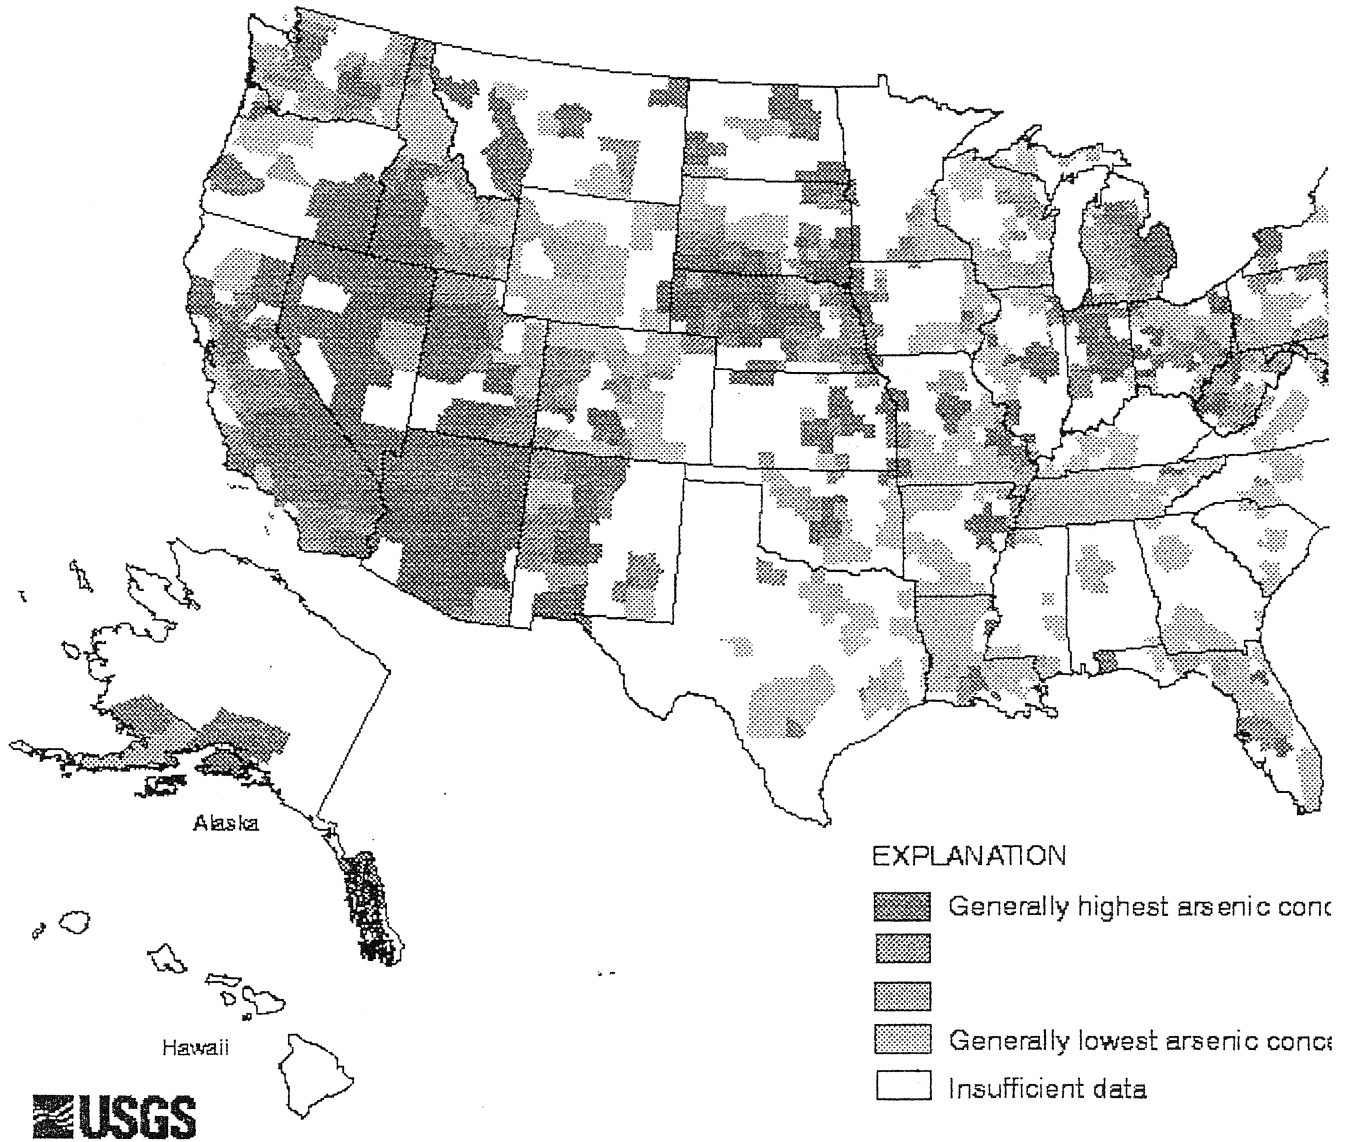 Alaska
Hawaii
EXPLANATION
Generally highest arsenic conc
Generally lowest arsenic conce
Insufficient data
USGS